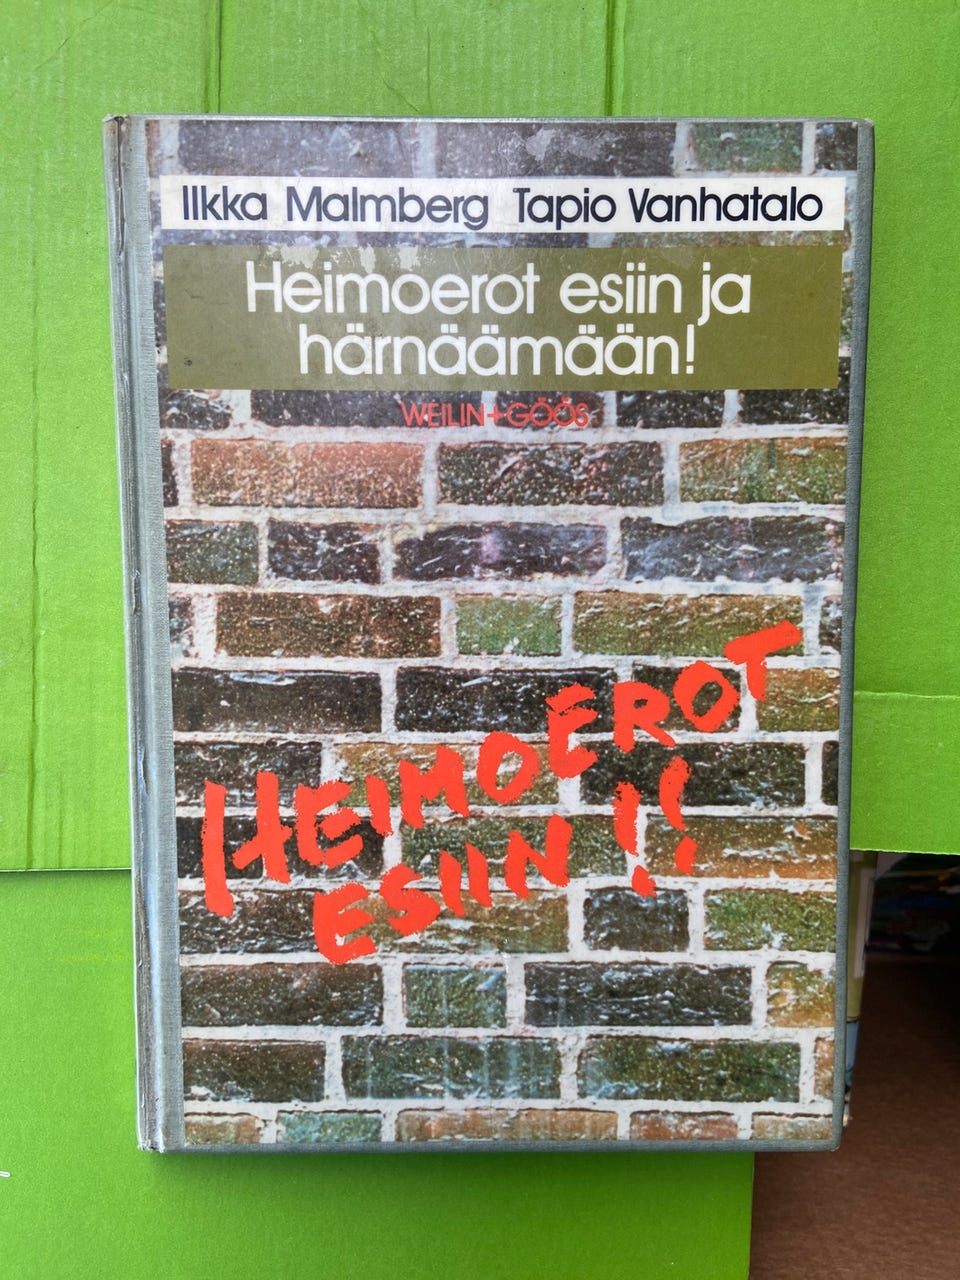 Ilkka Malmberg Tapio Vanhatalo
Heimoerot esiin ja
härnäämään!
WEILIN+GÖÖS
HEIMOEROT
ESIIN!!